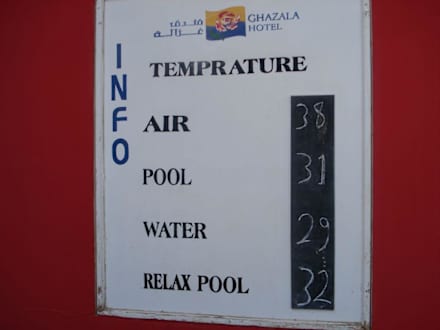 فندق GHAZALA
غزالة HOTEL
INFO
TEMPRATURE
AIR 38
POOL 31
WATER 29
RELAX POOL 32